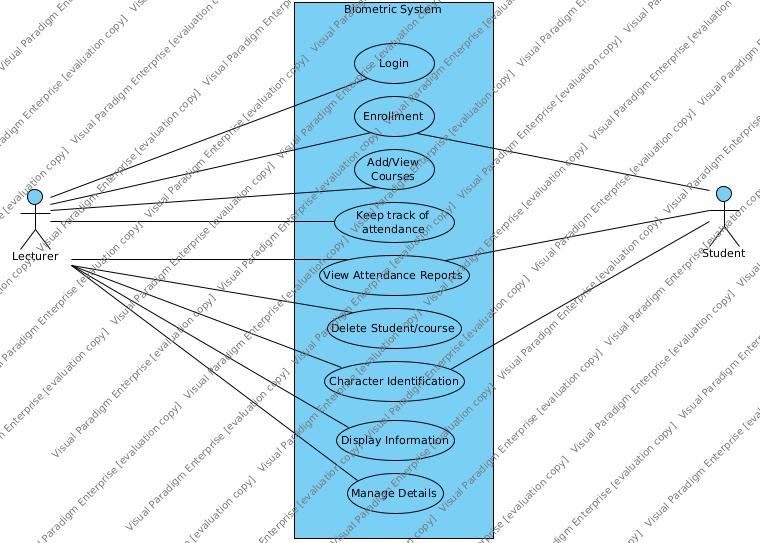 Biometric System
Login
Enrollment
Add/View
Courses
Keep track of
attendance
View Attendance Reports
Delete Student/course
Character Identification
Display Information
Manage Details
Lecturer
Student
Visual Paradigm Enterprise [evaluation copy]